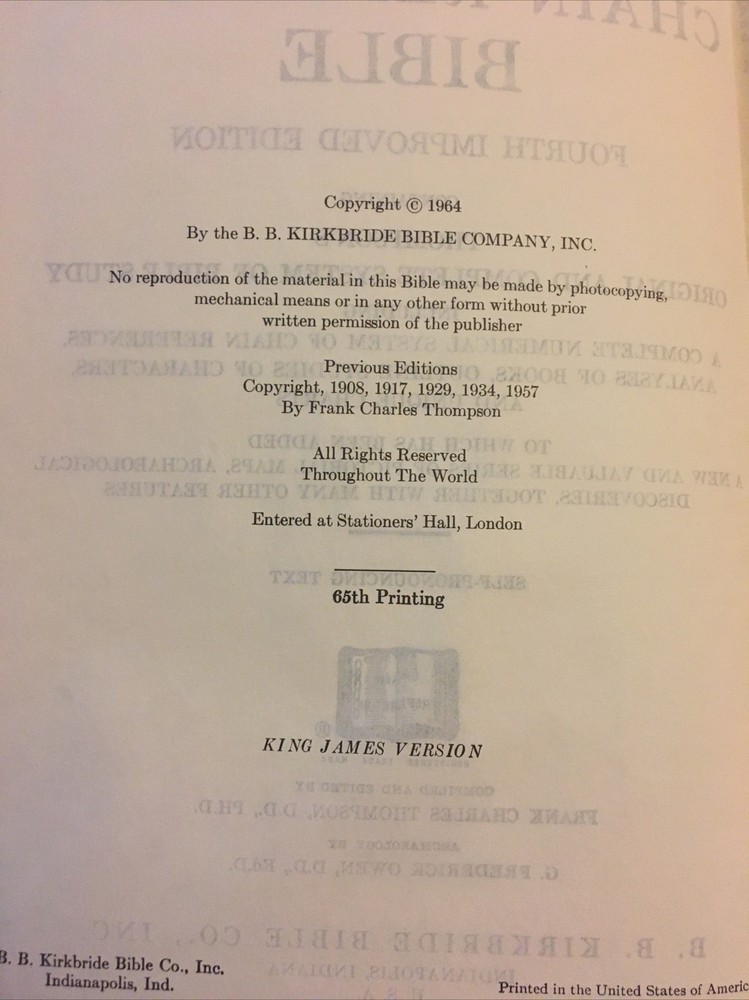 Copyright © 1964
By the B. B. KIRKBRIDE BIBLE COMPANY, INC.
No reproduction of the material in this Bible may be made by photocopying,
mechanical means or in any other form without prior
written permission of the publisher
Previous Editions
Copyright, 1908, 1917, 1929, 1934, 1957
By Frank Charles Thompson
All Rights Reserved
Throughout The World
Entered at Stationers' Hall, London
65th Printing
KING JAMES VERSION
B. B. Kirkbride Bible Co., Inc.
Indianapolis, Ind.
Printed in the United States of Americ